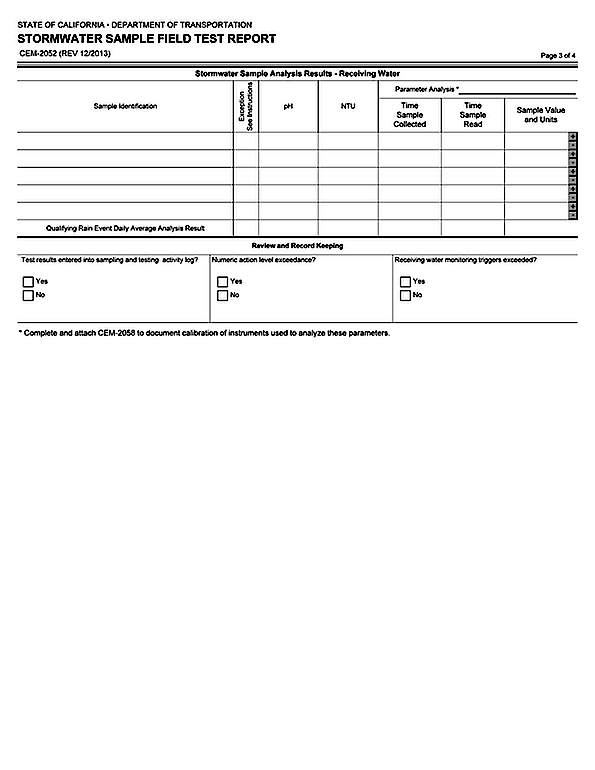 STATE OF CALIFORNIA • DEPARTMENT OF TRANSPORTATION
STORMWATER SAMPLE FIELD TEST REPORT
CEM-2052 (REV 12/2013)
Page 3 of 4
Stormwater Sample Analysis Results - Receiving Water
Sample Identification
Exception
See Instructions
pH
NTU
Parameter Analysis *
Time
Sample
Collected
Time
Sample
Read
Sample Value
and Units
+
-
+
-
+
-
+
-
+
-
Qualifying Rain Event Daily Average Analysis Result
Review and Record Keeping
Test results entered into sampling and testing activity log?
Yes
No
Numeric action level exceedance?
Yes
No
Receiving water monitoring triggers exceeded?
Yes
No
* Complete and attach CEM-2058 to document calibration of instruments used to analyze these parameters.